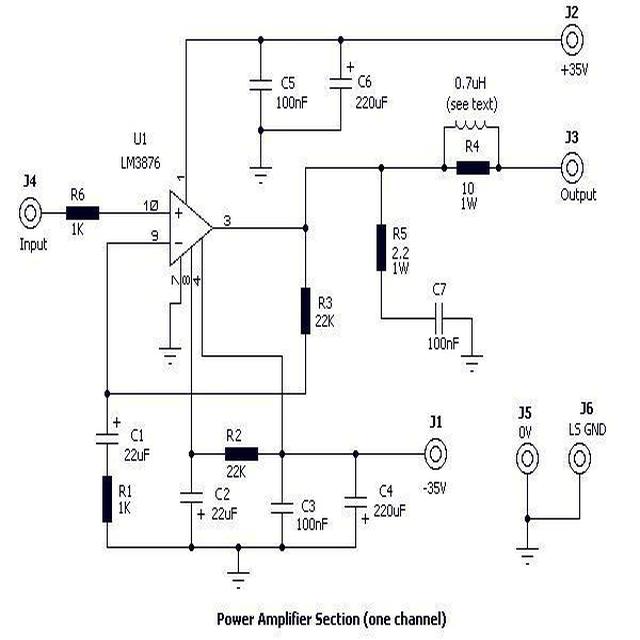 J2
+35V
C5
100nF
+
C6
220uF
0.7uH
(see text)
J3
R4
10
1W
Output
U1
LM3876
1
J4
R6
1K
Input
10
+
9
-
3
7
8
4
R5
2.2
1W
C7
100nF
R3
22K
+
C1
22uF
R1
1K
R2
22K
J1
-35V
C2
+ 22uF
C3
100nF
C4
220uF
+
J5
0V
J6
LS GND
Power Amplifier Section (one channel)